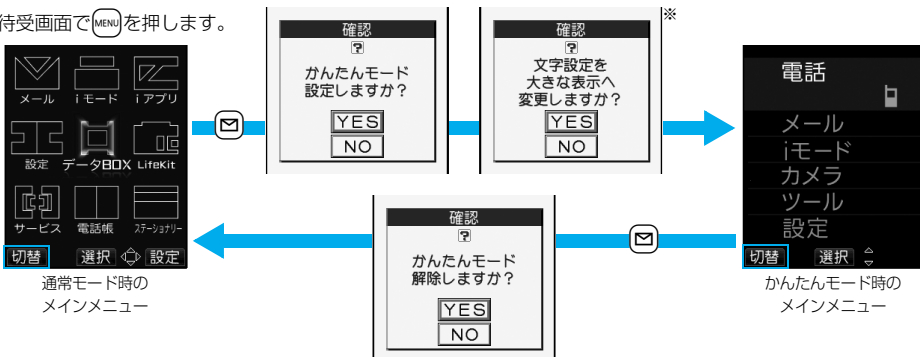 待受画面でMENUを押します。
メール iモード iアプリ
設定 データBOX LifeKit
サービス 電話帳 ステーショナリー
切替 選択 設定
通常モード時の
メインメニュー
確認
?
かんたんモード
設定しますか?
YES
NO
※
確認
?
文字設定を
大きな表示へ
変更しますか?
YES
NO
電話
メール
iモード
カメラ
ツール
設定
切替 選択
かんたんモード時の
メインメニュー
確認
?
かんたんモード
解除しますか?
YES
NO